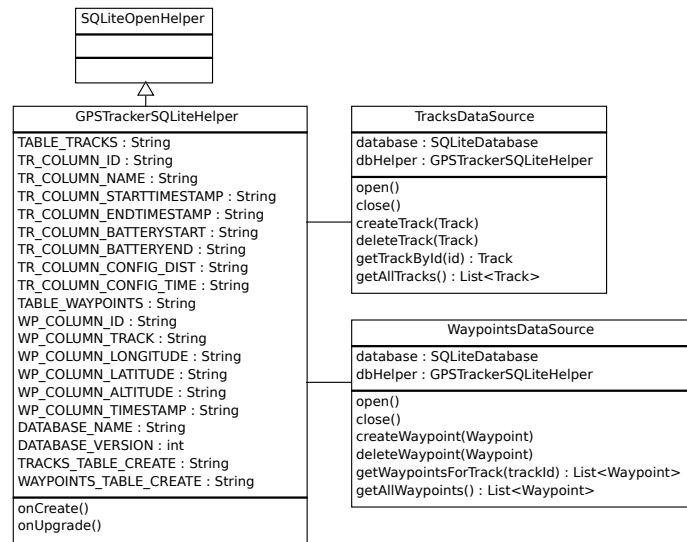 SQLiteOpenHelper
GPSTrackerSQLiteHelper
TABLE_TRACKS : String
TR_COLUMN_ID : String
TR_COLUMN_NAME : String
TR_COLUMN_STARTTIMESTAMP : String
TR_COLUMN_ENDTIMESTAMP : String
TR_COLUMN_BATTERYSTART : String
TR_COLUMN_BATTERYEND : String
TR_COLUMN_CONFIG_DIST : String
TR_COLUMN_CONFIG_TIME : String
TABLE_WAYPOINTS : String
WP_COLUMN_ID : String
WP_COLUMN_TRACK : String
WP_COLUMN_LONGITUDE : String
WP_COLUMN_LATITUDE : String
WP_COLUMN_ALTITUDE : String
WP_COLUMN_TIMESTAMP : String
DATABASE_NAME : String
DATABASE_VERSION : int
TRACKS_TABLE_CREATE : String
WAYPOINTS_TABLE_CREATE : String
onCreate()
onUpgrade()
TracksDataSource
database : SQLiteDatabase
dbHelper : GPSTrackerSQLiteHelper
open()
close()
createTrack(Track)
deleteTrack(Track)
getTrackById(id) : Track
getAllTracks() : List<Track>
WaypointsDataSource
database : SQLiteDatabase
dbHelper : GPSTrackerSQLiteHelper
open()
close()
createWaypoint(Waypoint)
deleteWaypoint(Waypoint)
getWaypointsForTrack(trackId) : List<Waypoint>
getAllWaypoints() : List<Waypoint>